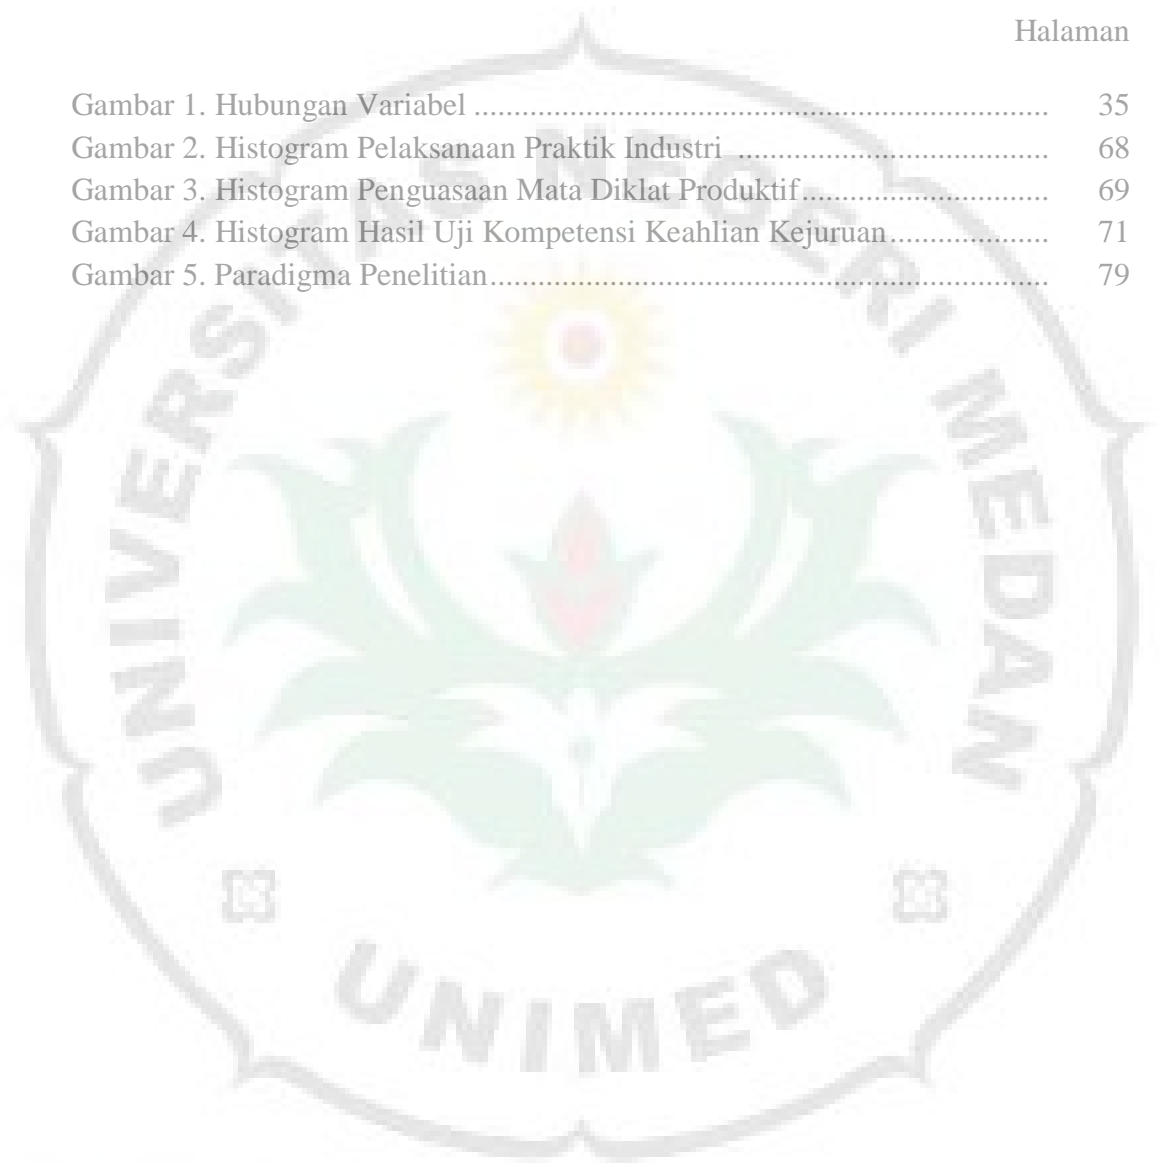 Halaman
Gambar 1. Hubungan Variabel ............................................................. 35
Gambar 2. Histogram Pelaksanaan Praktik Industri ................................. 68
Gambar 3. Histogram Penguasaan Mata Diklat Produktif .......................... 69
Gambar 4. Histogram Hasil Uji Kompetensi Keahlian Kejuruan ................. 71
Gambar 5. Paradigma Penelitian ........................................................... 79
UNIVERSITAS NEGERI MEDAN
UNIMED